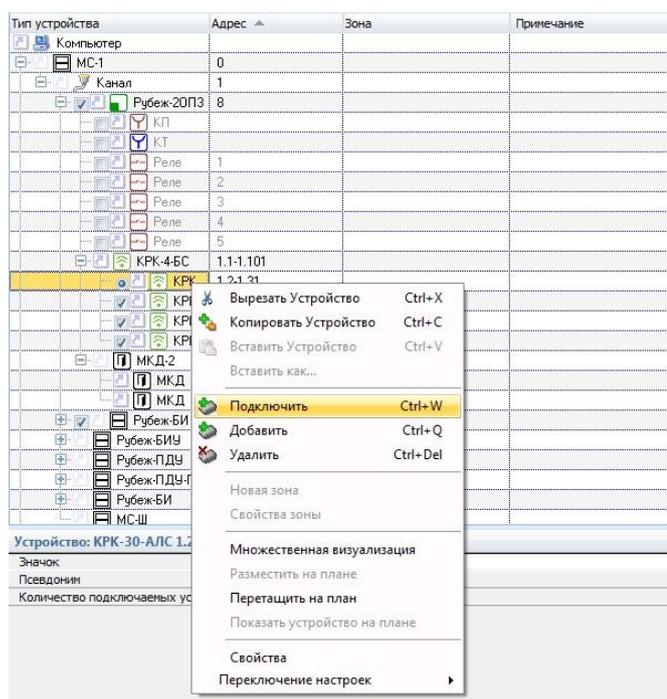 Тип устройства Адрес Зона Примечание
Компьютер
МС-1 0
Канал 1
Рубеж-2ОП3 8
КП
КТ
Реле 1
Реле 2
Реле 3
Реле 4
Реле 5
КРК-4-БС 1.1-1.101
КРК 1.2-1.31
Вырезать Устройство Ctrl+X
Копировать Устройство Ctrl+C
Вставить Устройство Ctrl+V
Вставить как...
МКД-2
МКД
МКД
Подключить Ctrl+W
Рубеж-БИ
Добавить Ctrl+Q
Рубеж-БИУ
Удалить Ctrl+Del
Рубеж-ПДУ
Рубеж-ПДУ-
Новая зона
Рубеж-БИ
Свойства зоны
МС-Ш
Устройство: КРК-30-АЛС 1.2
Множественная визуализация
Значок
Разместить на плане
Псевдоним
Перетащить на план
Количество подключаемых
Показать устройство на плане
Свойства
Переключение настроек